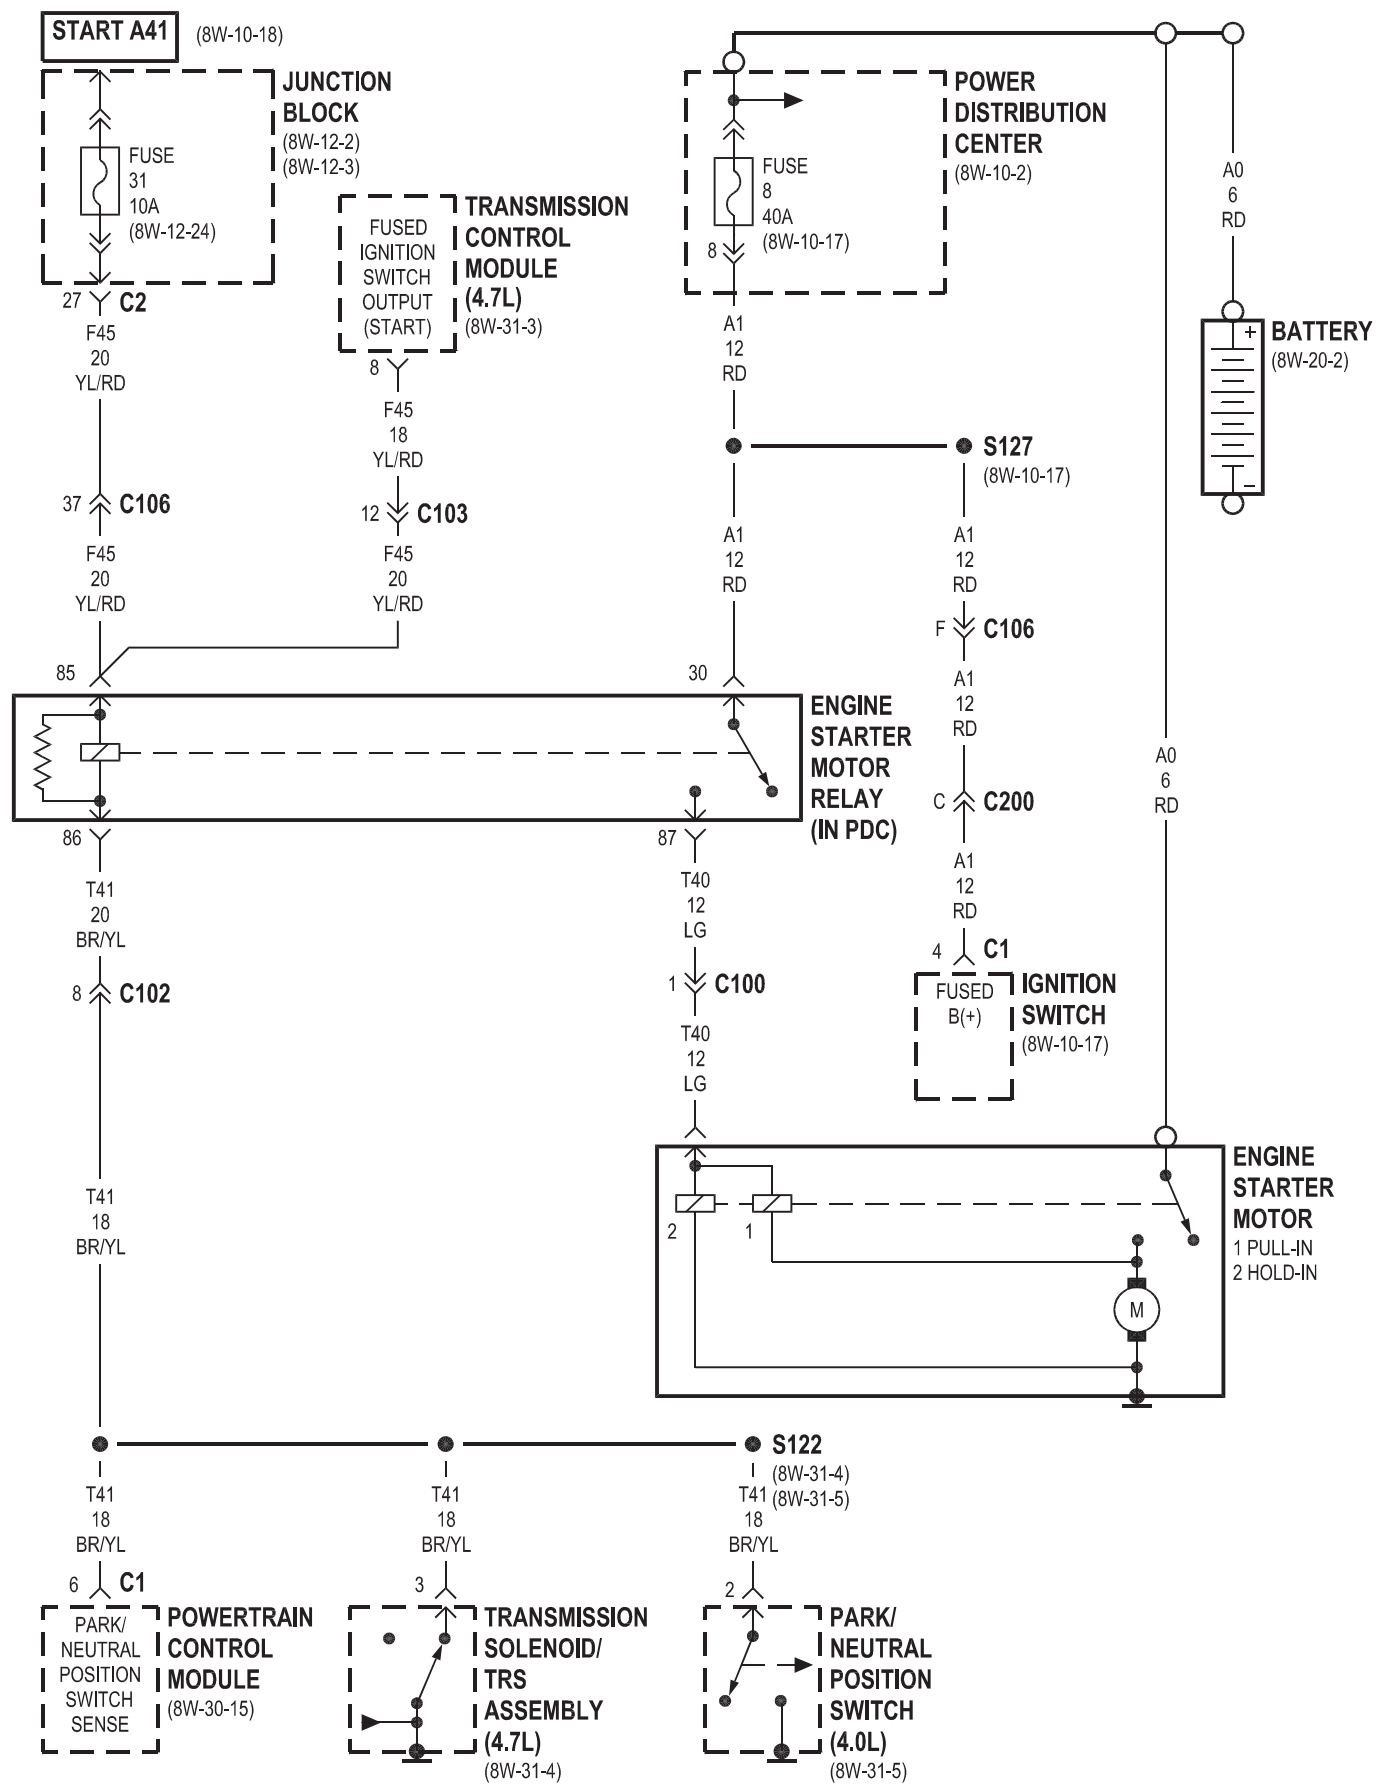 START A41
(8W-10-18)
JUNCTION
BLOCK
(8W-12-2)
(8W-12-3)
FUSE
31
10A
(8W-12-24)
27
C2
F45
20
YL/RD
37
C106
F45
20
YL/RD
85
FUSED
IGNITION
SWITCH
OUTPUT
(START)
TRANSMISSION
CONTROL
MODULE
(4.7L)
(8W-31-3)
8
F45
18
YL/RD
12
C103
F45
20
YL/RD
POWER
DISTRIBUTION
CENTER
(8W-10-2)
FUSE
8
40A
(8W-10-17)
8
A1
12
RD
S127
(8W-10-17)
A1
12
RD
30
A1
12
RD
F
C106
A1
12
RD
C
C200
A1
12
RD
4
C1
FUSED
B(+)
IGNITION
SWITCH
(8W-10-17)
A0
6
RD
+
-
BATTERY
(8W-20-2)
A0
6
RD
ENGINE
STARTER
MOTOR
RELAY
(IN PDC)
86
T41
20
BR/YL
8
C102
T41
18
BR/YL
87
T40
12
LG
1
C100
T40
12
LG
2
1
M
ENGINE
STARTER
MOTOR
1 PULL-IN
2 HOLD-IN
S122
(8W-31-4)
(8W-31-5)
T41
18
BR/YL
6
C1
PARK/
NEUTRAL
POSITION
SWITCH
SENSE
POWERTRAIN
CONTROL
MODULE
(8W-30-15)
T41
18
BR/YL
3
TRANSMISSION
SOLENOID/
TRS
ASSEMBLY
(4.7L)
(8W-31-4)
T41
18
BR/YL
2
PARK/
NEUTRAL
POSITION
SWITCH
(4.0L)
(8W-31-5)